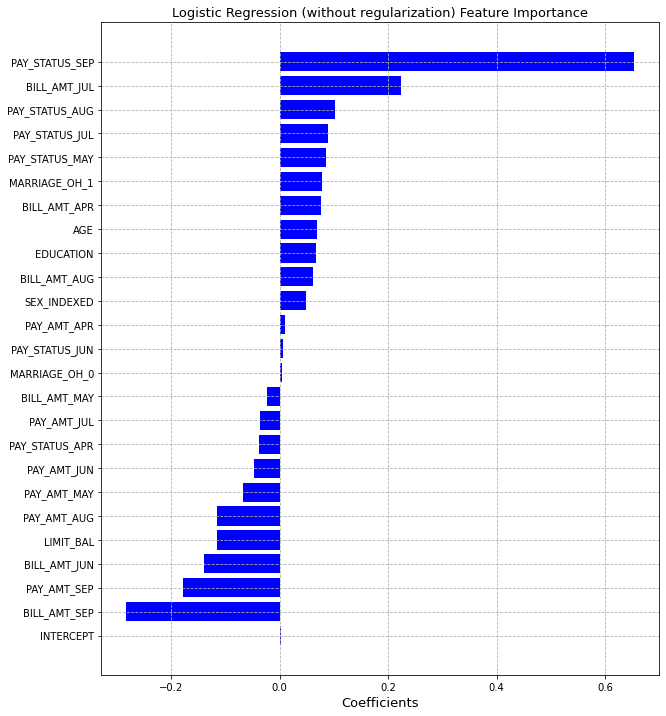 Logistic Regression (without regularization) Feature Importance
PAY_STATUS_SEP
BILL_AMT_JUL
PAY_STATUS_AUG
PAY_STATUS_JUL
PAY_STATUS_MAY
MARRIAGE_OH_1
BILL_AMT_APR
AGE
EDUCATION
BILL_AMT_AUG
SEX_INDEXED
PAY_AMT_APR
PAY_STATUS_JUN
MARRIAGE_OH_0
BILL_AMT_MAY
PAY_AMT_JUL
PAY_STATUS_APR
PAY_AMT_JUN
PAY_AMT_MAY
PAY_AMT_AUG
LIMIT_BAL
BILL_AMT_JUN
PAY_AMT_SEP
BILL_AMT_SEP
INTERCEPT
−0.2 0.0 0.2 0.4 0.6
Coefficients